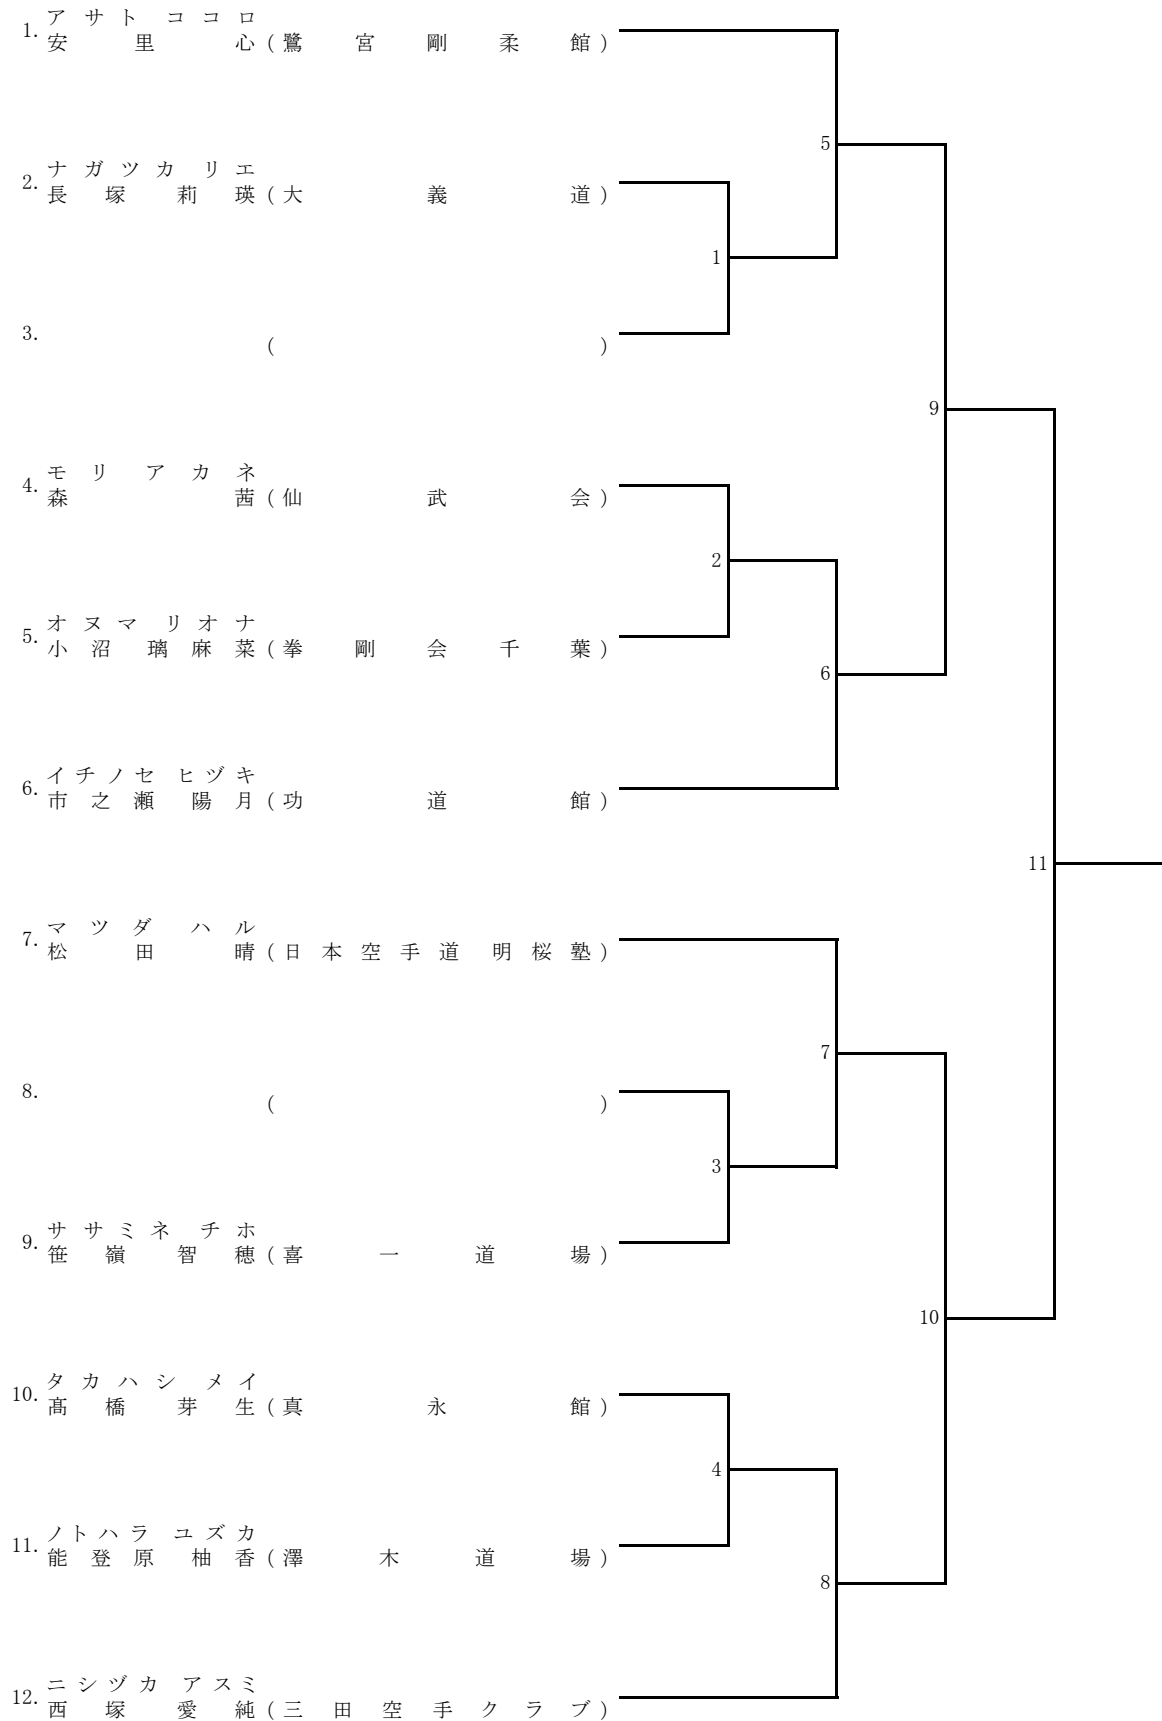 アサト ココロ
1. 安里 心 (鷺宮剛柔館)
5
ナガツカ リエ
2. 長塚 莉瑛 (大義道)
1
3. ( )
9
モリ アカネ
4. 森 茜 (仙武会)
2
オヌマ リオナ
5. 小沼 璃麻菜 (拳剛会千葉)
6
イチノセ ヒヅキ
6. 市之瀬 陽月 (功道館)
11
マツダ ハル
7. 松田 晴 (日本空手道 明桜塾)
7
8. ( )
3
ササミネ チホ
9. 笹嶺 智穂 (喜一道場)
10
タカハシ メイ
10. 髙橋 芽生 (真永館)
4
ノトハラ ユズカ
11. 能登原 柚香 (澤木道場)
8
ニシヅカ アスミ
12. 西塚 愛純 (三田空手クラブ)